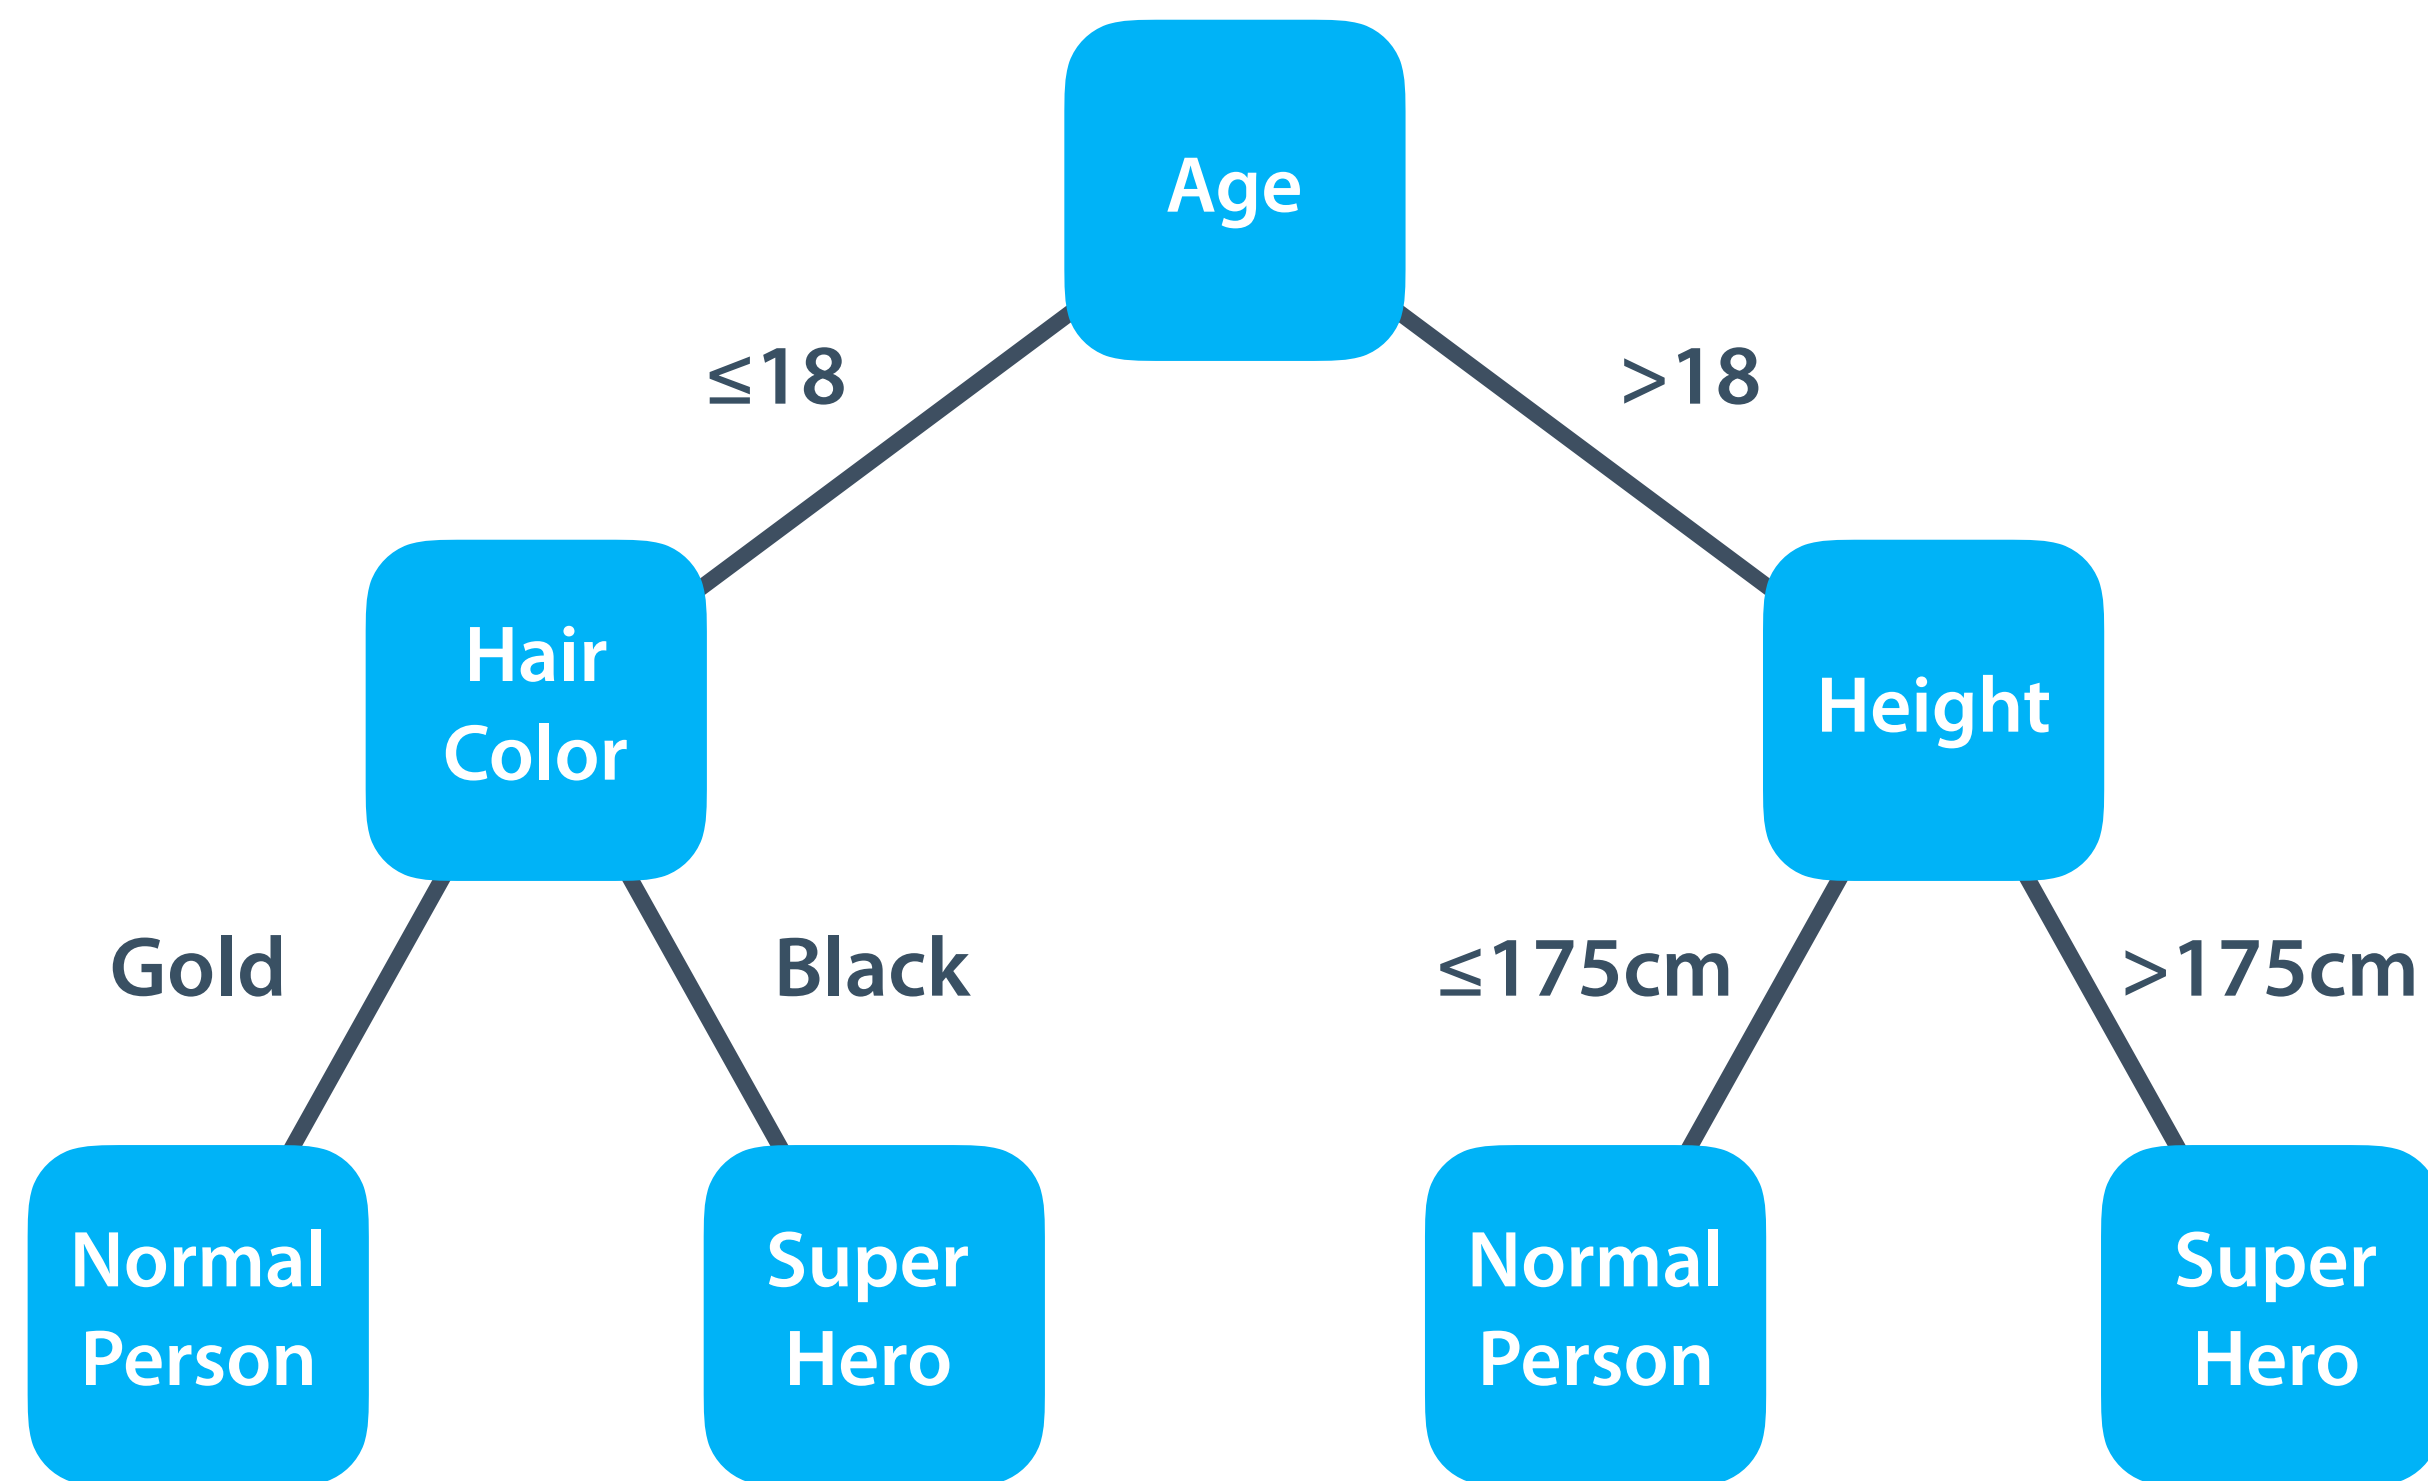 Age
≤18
>18
Hair
Color
Height
Gold
Black
≤175cm
>175cm
Normal
Person
Super
Hero
Normal
Person
Super
Hero